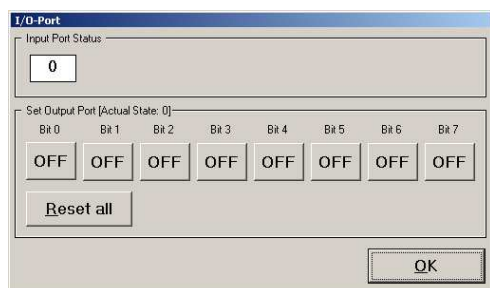 I/O-Port
Input Port Status
0
Set Output Port [Actual State: 0]
Bit 0 Bit 1 Bit 2 Bit 3 Bit 4 Bit 5 Bit 6 Bit 7
OFF OFF OFF OFF OFF OFF OFF OFF
Reset all
OK